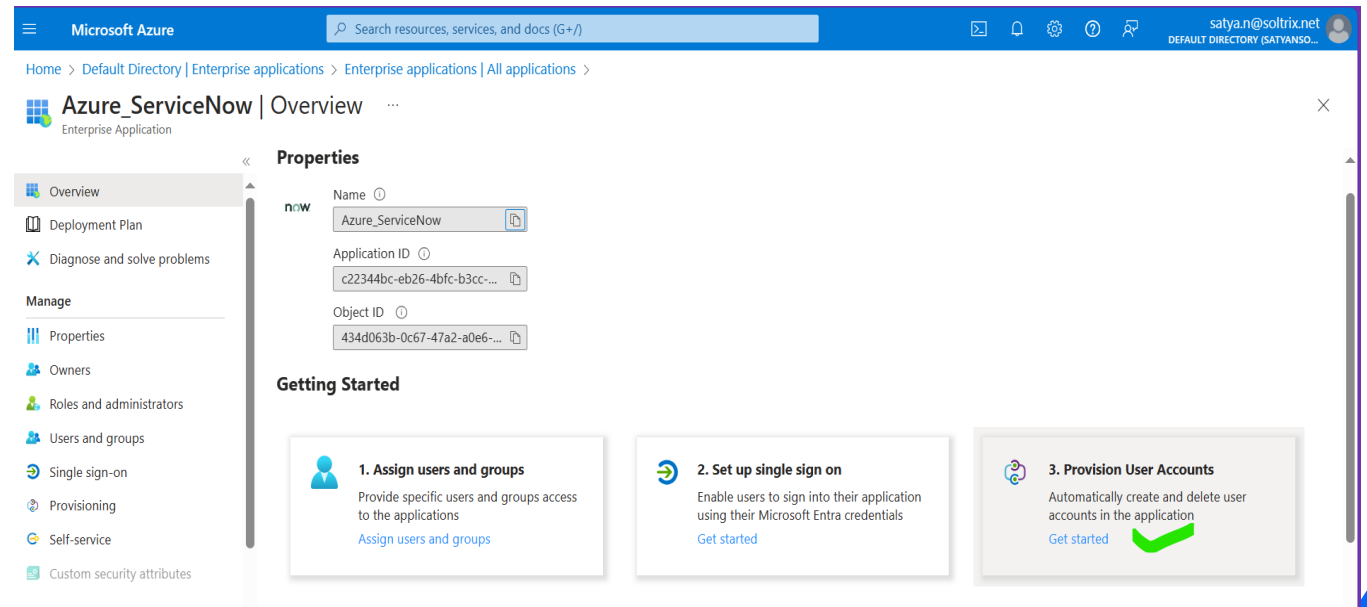 Microsoft Azure
Search resources, services, and docs (G+/)
satya.n@soltrix.net
DEFAULT DIRECTORY (SATYANSO...
Home > Default Directory | Enterprise applications > Enterprise applications | All applications >
Azure_ServiceNow | Overview ...
Enterprise Application
«
Overview
Deployment Plan
Diagnose and solve problems
Manage
Properties
Owners
Roles and administrators
Users and groups
Single sign-on
Provisioning
Self-service
Custom security attributes
Properties
now
Name
Azure_ServiceNow
Application ID
c22344bc-eb26-4bfc-b3cc-...
Object ID
434d063b-0c67-47a2-a0e6-...
Getting Started
1. Assign users and groups
Provide specific users and groups access
to the applications
Assign users and groups
2. Set up single sign on
Enable users to sign into their application
using their Microsoft Entra credentials
Get started
3. Provision User Accounts
Automatically create and delete user
accounts in the application
Get started